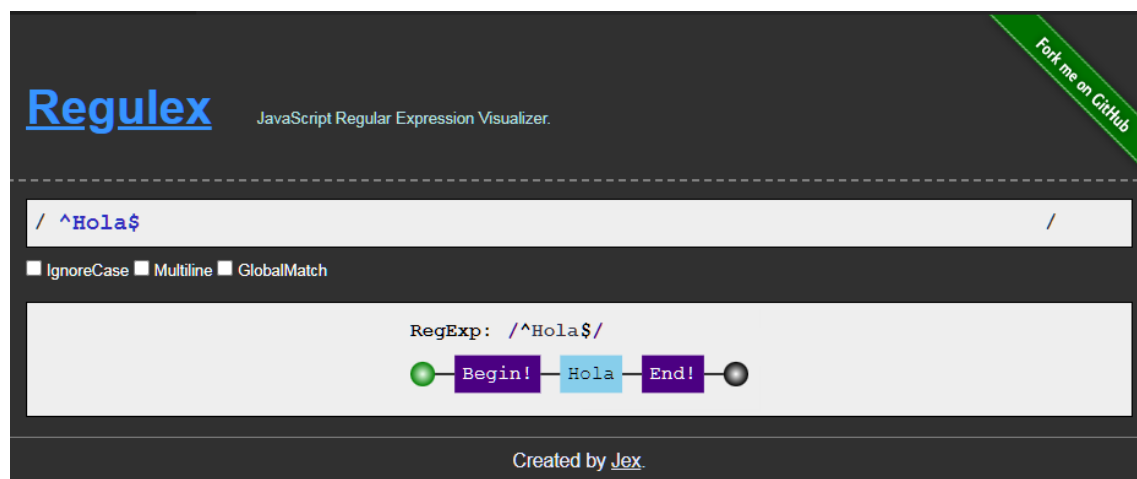 Fork me on GitHub
Regulex JavaScript Regular Expression Visualizer.
/ ^Hola$ /
IgnoreCase Multiline GlobalMatch
RegExp: /^Hola$/
Begin! Hola End!
Created by Jex.